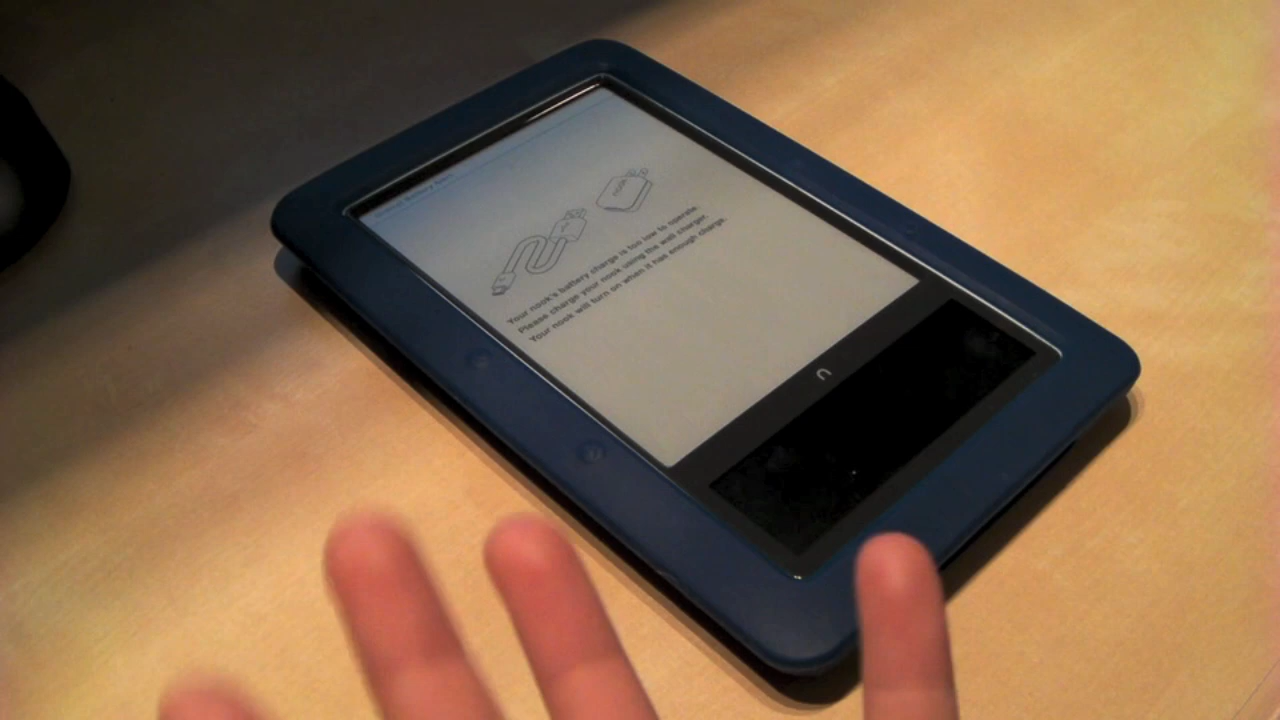 Your nook's battery charge is too low to operate.
Please charge your nook using the wall charger.
Your nook will turn on when it has enough charge.